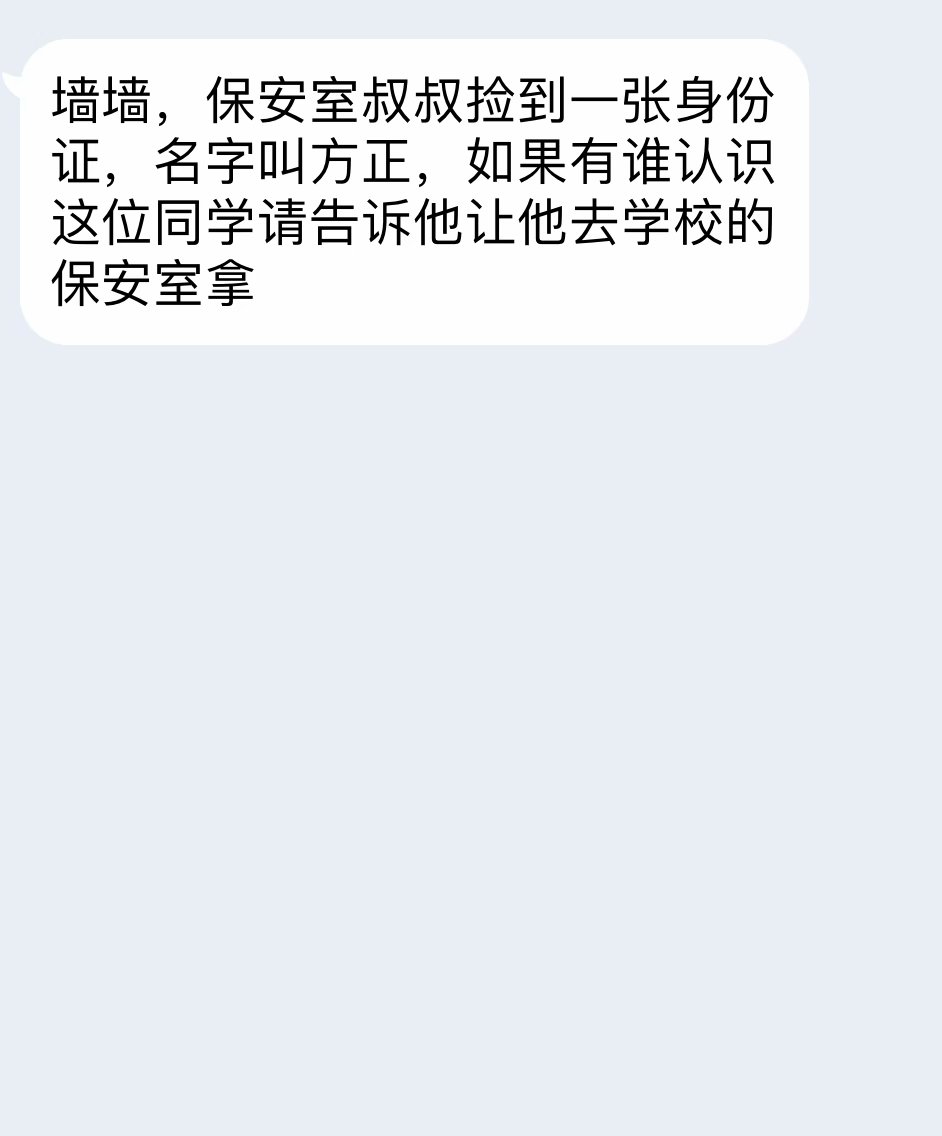 墙墙，保安室叔叔捡到一张身份
证，名字叫方正，如果有谁认识
这位同学请告诉他让他去学校的
保安室拿